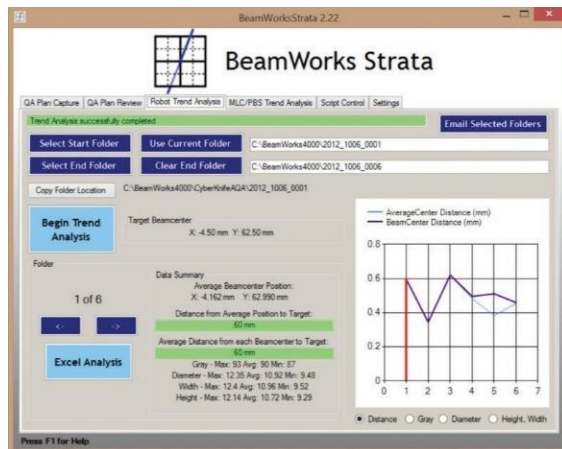 BeamWorksStrata 2.22
BeamWorks Strata
QA Plan Capture QA Plan Review Robot Trend Analysis MLC/PBS Trend Analysis Script Control Settings
Trend Analysis successfully completed
Email Selected Folders
Select Start Folder Use Current Folder C:\BeamWorks4000\2012_1006_0001
Select End Folder Clear End Folder C:\BeamWorks4000\2012_1006_0006
Copy Folder Location C:\BeamWorks4000\CyberKnifeAQA\2012_1006_0001
Begin Trend Analysis
Target Beamcenter
X: -4.50 mm Y: 62.50 mm
Folder
1 of 6
<- ->
Excel Analysis
Data Summary
Average Beamcenter Position:
X: -4.162 mm Y: 62.990 mm
Distance from Average Position to Target:
.60 mm
Average Distance from each Beamcenter to Target:
.60 mm
Gray - Max: 93 Avg: 90 Min: 87
Diameter - Max: 12.35 Avg: 10.92 Min: 9.48
Width - Max: 12.4 Avg: 10.96 Min: 9.52
Height - Max: 12.14 Avg: 10.72 Min: 9.29
AverageCenter Distance (mm)
BeamCenter Distance (mm)
0.8
0.6
0.4
0.2
0
0 1 2 3 4 5 6 7
Distance Gray Diameter Height, Width
Press F1 for Help